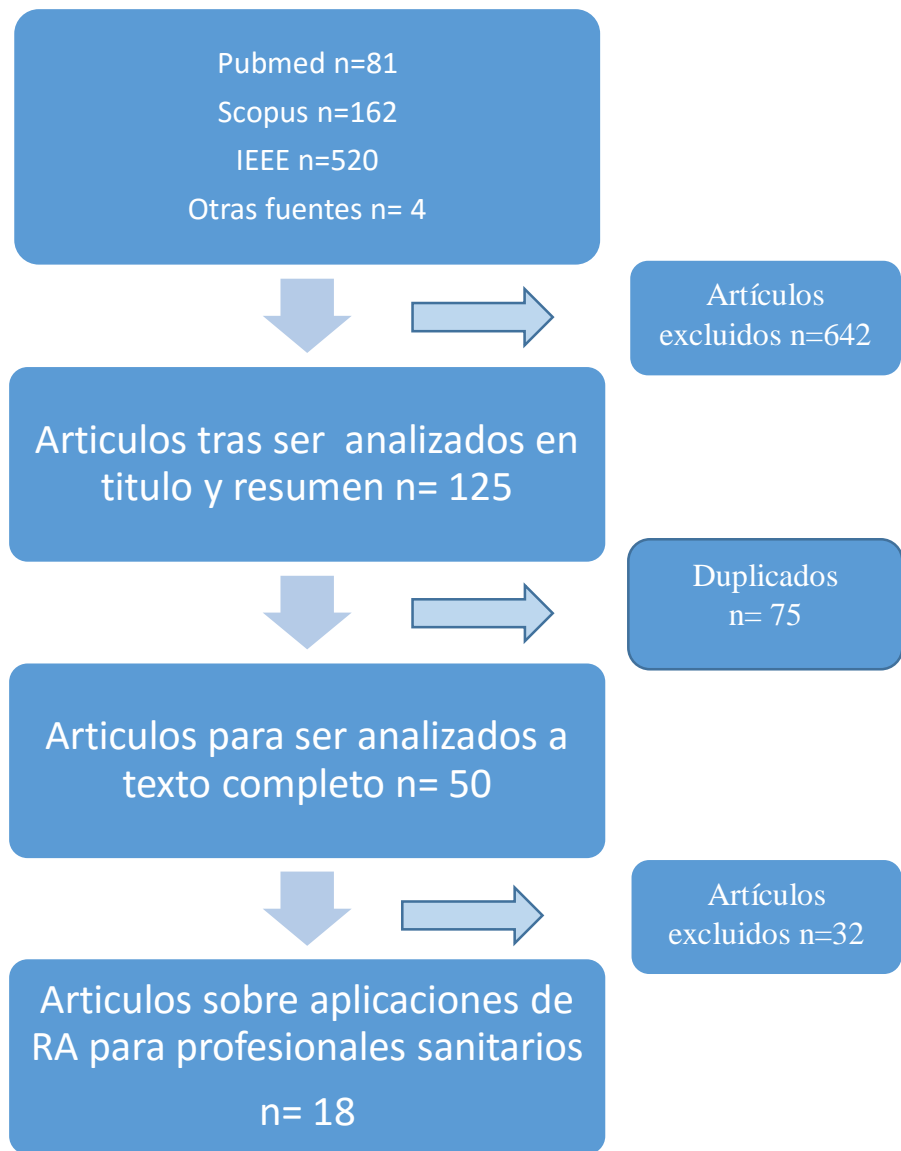 Pubmed n=81
Scopus n=162
IEEE n=520
Otras fuentes n= 4
Artículos
excluidos n=642
Articulos tras ser  analizados en
titulo y resumen n= 125
Duplicados
n= 75
Articulos para ser analizados a
texto completo n= 50
Artículos
excluidos n=32
Articulos sobre aplicaciones de
RA para profesionales sanitarios
n= 18